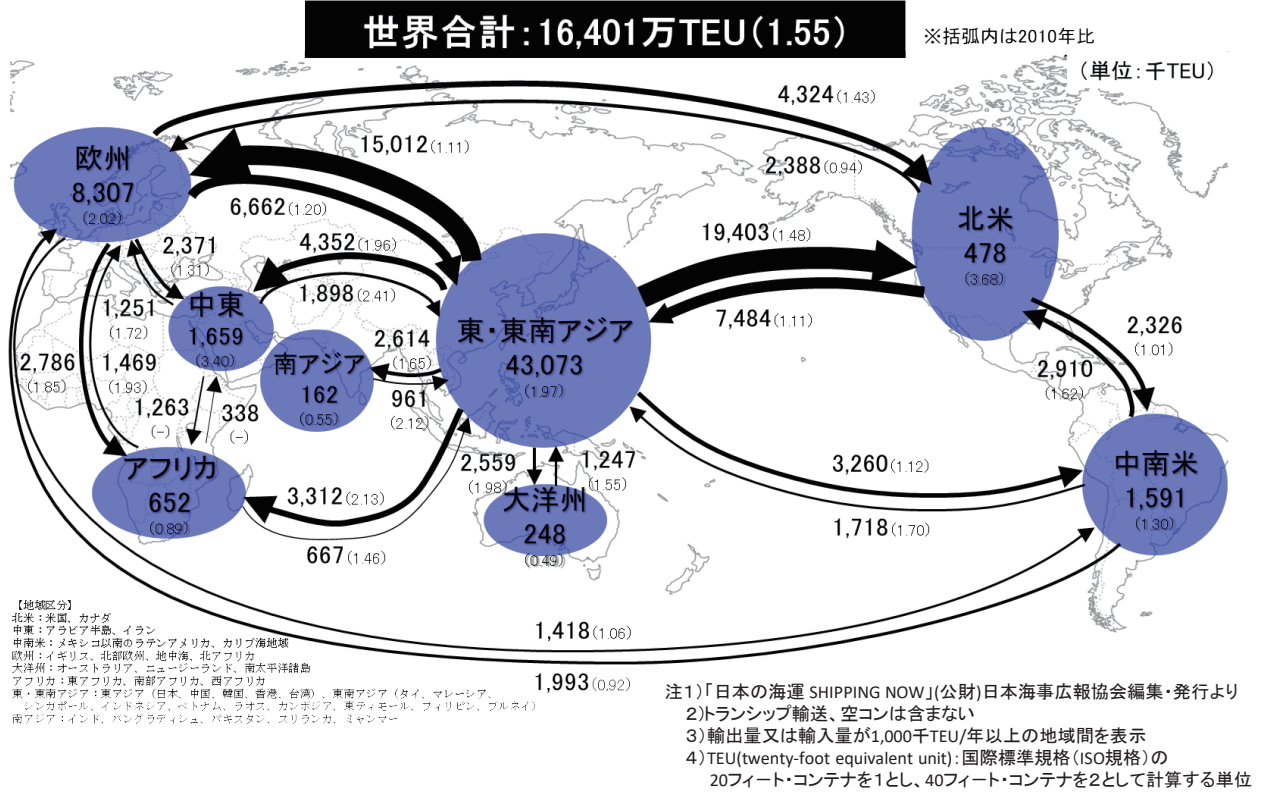 世界合計：16,401万TEU（1.55）
※括弧内は2010年比
（単位：千TEU）
4,324(1.43)
2,388(0.94)
15,012(1.11)
6,662(1.20)
欧州
8,307
(2.02)
北米
478
(3.68)
19,403(1.48)
7,484(1.11)
4,352(1.96)
1,898(2.41)
2,371
(1.31)
1,251
(1.72)
中東
1,659
(3.40)
東・東南アジア
43,073
(1.97)
南アジア
162
(0.55)
2,614
(1.65)
961
(2.12)
2,326
(1.01)
2,910
(1.62)
2,786
(1.85)
1,469
(1.93)
1,263
(-)
338
(-)
アフリカ
652
(0.89)
3,312(2.13)
667(1.46)
2,559
(1.98)
1,247
(1.55)
大洋州
248
(0.49)
3,260(1.12)
1,718(1.70)
中南米
1,591
(1.30)
1,418(1.06)
1,993(0.92)
【地域区分】
北米：米国、カナダ
中東：アラビア半島、イラン
中南米：メキシコ以南のラテンアメリカ、カリブ海地域
欧州：イギリス、北部欧州、地中海、北アフリカ
大洋州：オーストラリア、ニュージーランド、南太平洋諸島
アフリカ：東アフリカ、南部アフリカ、西アフリカ
東・東南アジア：東アジア（日本、中国、韓国、香港、台湾）、東南アジア（タイ、マレーシア、
シンガポール、インドネシア、ベトナム、ラオス、カンボジア、東ティモール、フィリピン、ブルネイ）
南アジア：インド、バングラディシュ、パキスタン、スリランカ、ミャンマー
注１）「日本の海運 SHIPPING NOW」(公財)日本海事広報協会編集・発行より
２）トランシップ輸送、空コンは含まない
３）輸出量又は輸入量が1,000千TEU/年以上の地域間を表示
４）TEU(twenty-foot equivalent unit)：国際標準規格（ISO規格）の
20フィート・コンテナを１とし、40フィート・コンテナを２として計算する単位